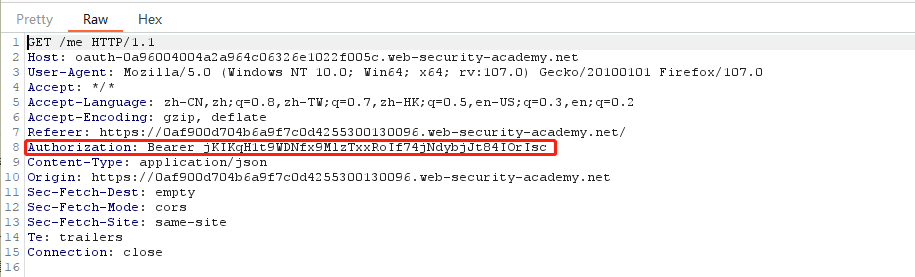 Pretty Raw Hex
1 GET /me HTTP/1.1
2 Host: oauth-0a96004004a2a964c06326e1022f005c.web-security-academy.net
3 User-Agent: Mozilla/5.0 (Windows NT 10.0; Win64; x64; rv:107.0) Gecko/20100101 Firefox/107.0
4 Accept: */*
5 Accept-Language: zh-CN,zh;q=0.8,zh-TW;q=0.7,zh-HK;q=0.5,en-US;q=0.3,en;q=0.2
6 Accept-Encoding: gzip, deflate
7 Referer: https://0af900d704b6a9f7c0d4255300130096.web-security-academy.net/
8 Authorization: Bearer jKIKqH1t9WDNfx9MlzTxxRoIf74jNdybjJt84IOrIsc
9 Content-Type: application/json
10 Origin: https://0af900d704b6a9f7c0d4255300130096.web-security-academy.net
11 Sec-Fetch-Dest: empty
12 Sec-Fetch-Mode: cors
13 Sec-Fetch-Site: same-site
14 Te: trailers
15 Connection: close
16